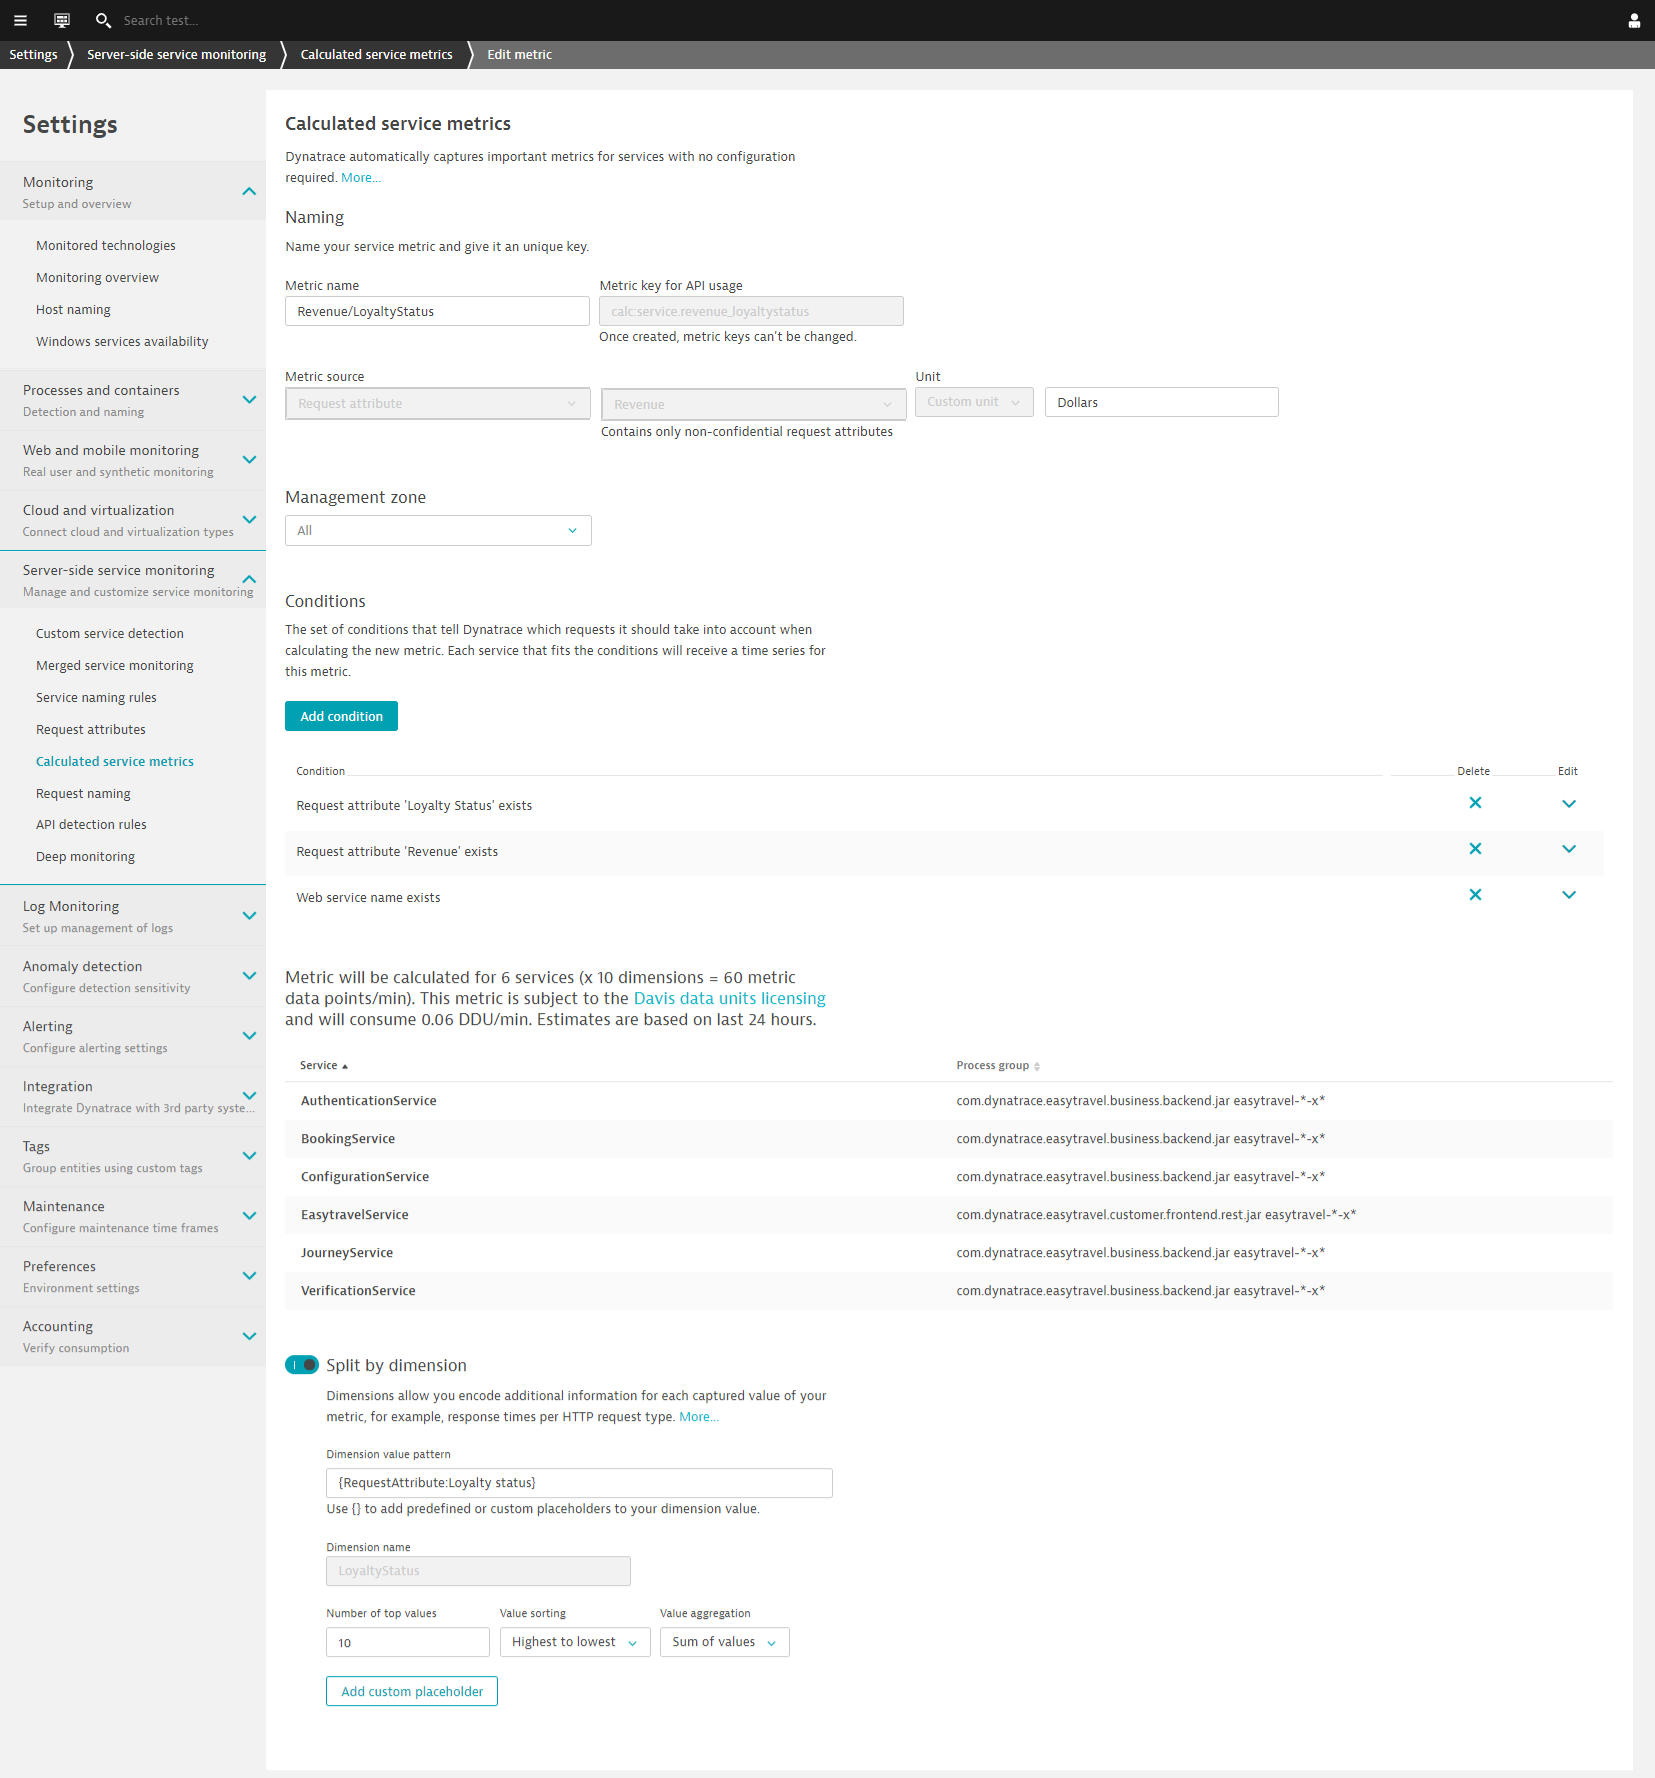 Search test...
Settings
Server-side service monitoring
Calculated service metrics
Edit metric
Settings
Monitoring
Setup and overview
Monitored technologies
Monitoring overview
Host naming
Windows services availability
Processes and containers
Detection and naming
Web and mobile monitoring
Real user and synthetic monitoring
Cloud and virtualization
Connect cloud and virtualization types
Server-side service monitoring
Manage and customize service monitoring
Custom service detection
Merged service monitoring
Service naming rules
Request attributes
Calculated service metrics
Request naming
API detection rules
Deep monitoring
Log Monitoring
Set up management of logs
Anomaly detection
Configure detection sensitivity
Alerting
Configure alerting settings
Integration
Integrate Dynatrace with 3rd party syste...
Tags
Group entities using custom tags
Maintenance
Configure maintenance time frames
Preferences
Environment settings
Accounting
Verify consumption
Calculated service metrics
Dynatrace automatically captures important metrics for services with no configuration
required. More...
Naming
Name your service metric and give it an unique key.
Metric name
Metric key for API usage
Revenue/LoyaltyStatus
calc:service.revenue_loyaltystatus
Once created, metric keys can't be changed.
Metric source
Unit
Request attribute
Revenue
Custom unit
Dollars
Contains only non-confidential request attributes
Management zone
All
Conditions
The set of conditions that tell Dynatrace which requests it should take into account when
calculating the new metric. Each service that fits the conditions will receive a time series for
this metric.
Add condition
Condition
Delete
Edit
Request attribute 'Loyalty Status' exists
Request attribute 'Revenue' exists
Web service name exists
Metric will be calculated for 6 services (x 10 dimensions = 60 metric
data points/min). This metric is subject to the Davis data units licensing
and will consume 0.06 DDU/min. Estimates are based on last 24 hours.
Service
Process group
AuthenticationService
com.dynatrace.easytravel.business.backend.jar easytravel-*-x*
BookingService
com.dynatrace.easytravel.business.backend.jar easytravel-*-x*
ConfigurationService
com.dynatrace.easytravel.business.backend.jar easytravel-*-x*
EasytravelService
com.dynatrace.easytravel.customer.frontend.rest.jar easytravel-*-x*
JourneyService
com.dynatrace.easytravel.business.backend.jar easytravel-*-x*
VerificationService
com.dynatrace.easytravel.business.backend.jar easytravel-*-x*
Split by dimension
Dimensions allow you encode additional information for each captured value of your
metric, for example, response times per HTTP request type. More...
Dimension value pattern
{RequestAttribute:Loyalty status}
Use {} to add predefined or custom placeholders to your dimension value.
Dimension name
LoyaltyStatus
Number of top values
Value sorting
Value aggregation
10
Highest to lowest
Sum of values
Add custom placeholder